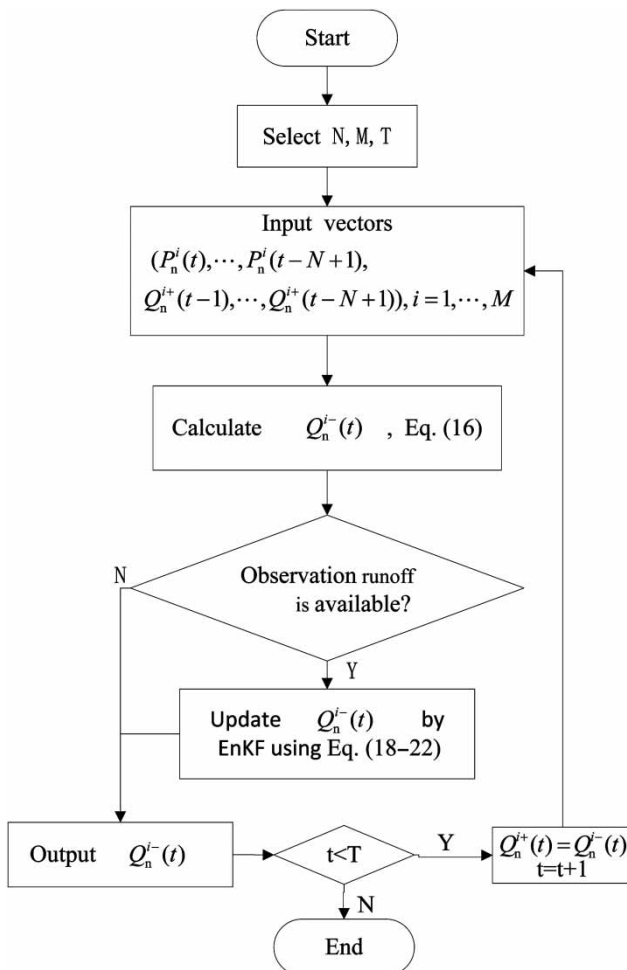 Start
Select N, M, T
Input vectors
(Pₙⁱ(t),⋯,Pₙⁱ(t−N+1),
Qₙⁱ⁺(t−1),⋯,Qₙⁱ⁺(t−N+1)), i=1,⋯,M
Calculate Qₙⁱ⁻(t) , Eq. (16)
N
Observation runoff
is available?
Y
Update Qₙⁱ⁻(t) by
EnKF using Eq. (18–22)
Output Qₙⁱ⁻(t)
t<T
Y
Qₙⁱ⁺(t)=Qₙⁱ⁻(t)
t=t+1
N
End